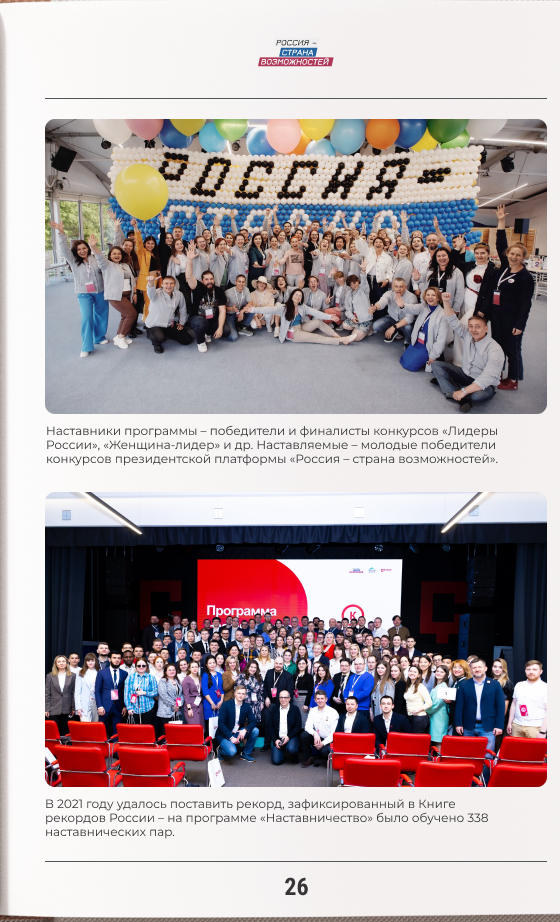 РОССИЯ –
СТРАНА
ВОЗМОЖНОСТЕЙ
РОССИЯ –
Наставники программы – победители и финалисты конкурсов «Лидеры
России», «Женщина-лидер» и др. Наставляемые – молодые победители
конкурсов президентской платформы «Россия – страна возможностей».
Программа
К
В 2021 году удалось поставить рекорд, зафиксированный в Книге
рекордов России – на программе «Наставничество» было обучено 338
наставнических пар.
26